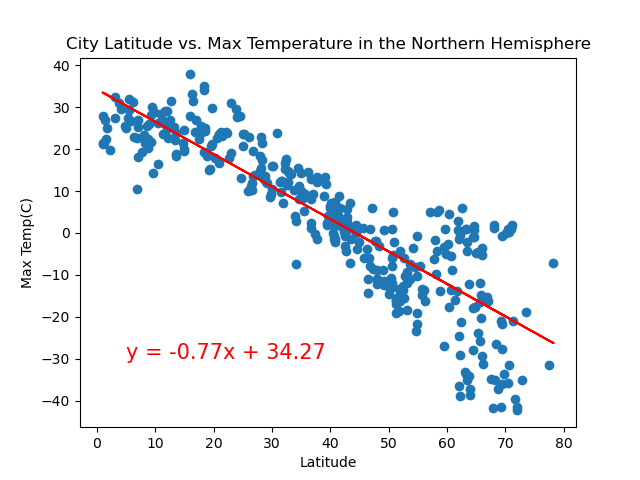 City Latitude vs. Max Temperature in the Northern Hemisphere
40
30
20
10
0
−10
−20
−30
−40
Max Temp(C)
y = -0.77x + 34.27
0 10 20 30 40 50 60 70 80
Latitude